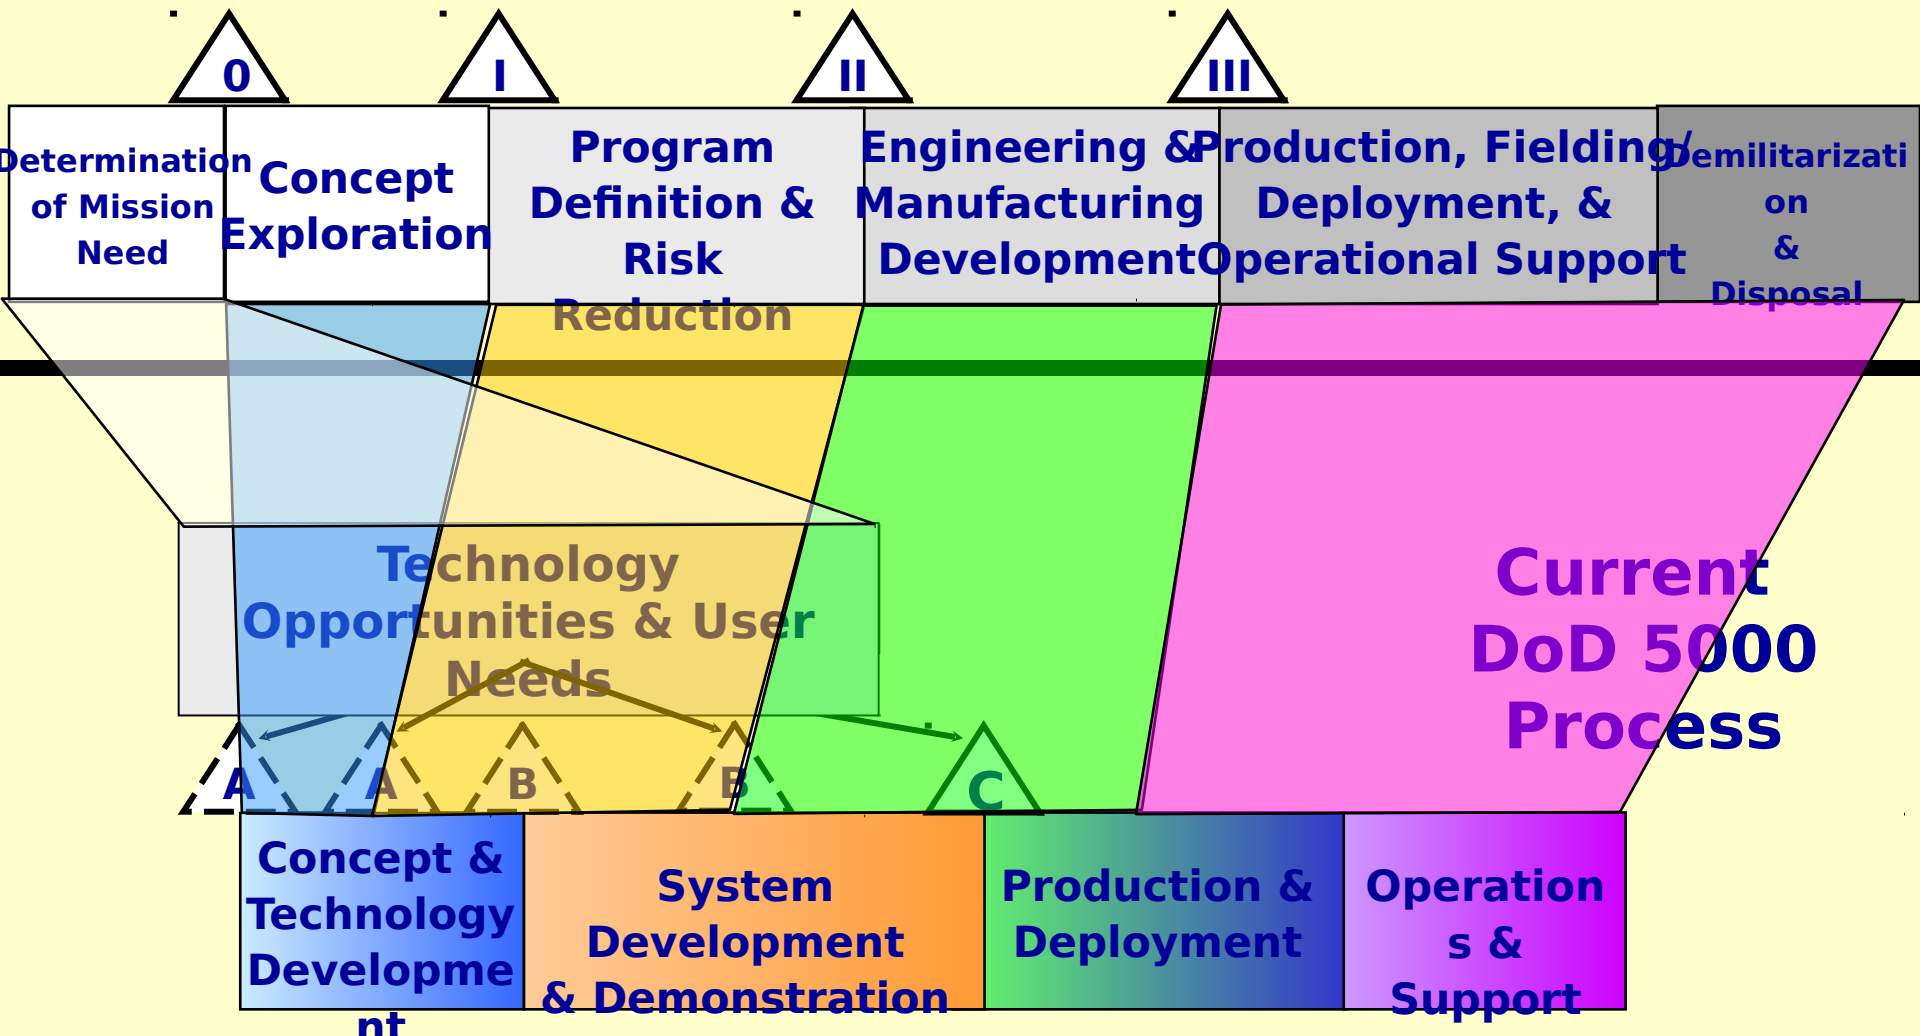 0
I
II
III
Determination
of Mission
Need
Concept
Exploration
Program
Definition &
Risk
Reduction
Engineering &
Manufacturing
Development
Production, Fielding/
Deployment, &
Operational Support
Demilitarizati
on
&
Disposal
Technology
Opportunities & User
Needs
Current
DoD 5000
Process
A
A
B
B
C
Concept &
Technology
Developme
nt
System
Development
& Demonstration
Production &
Deployment
Operation
s &
Support